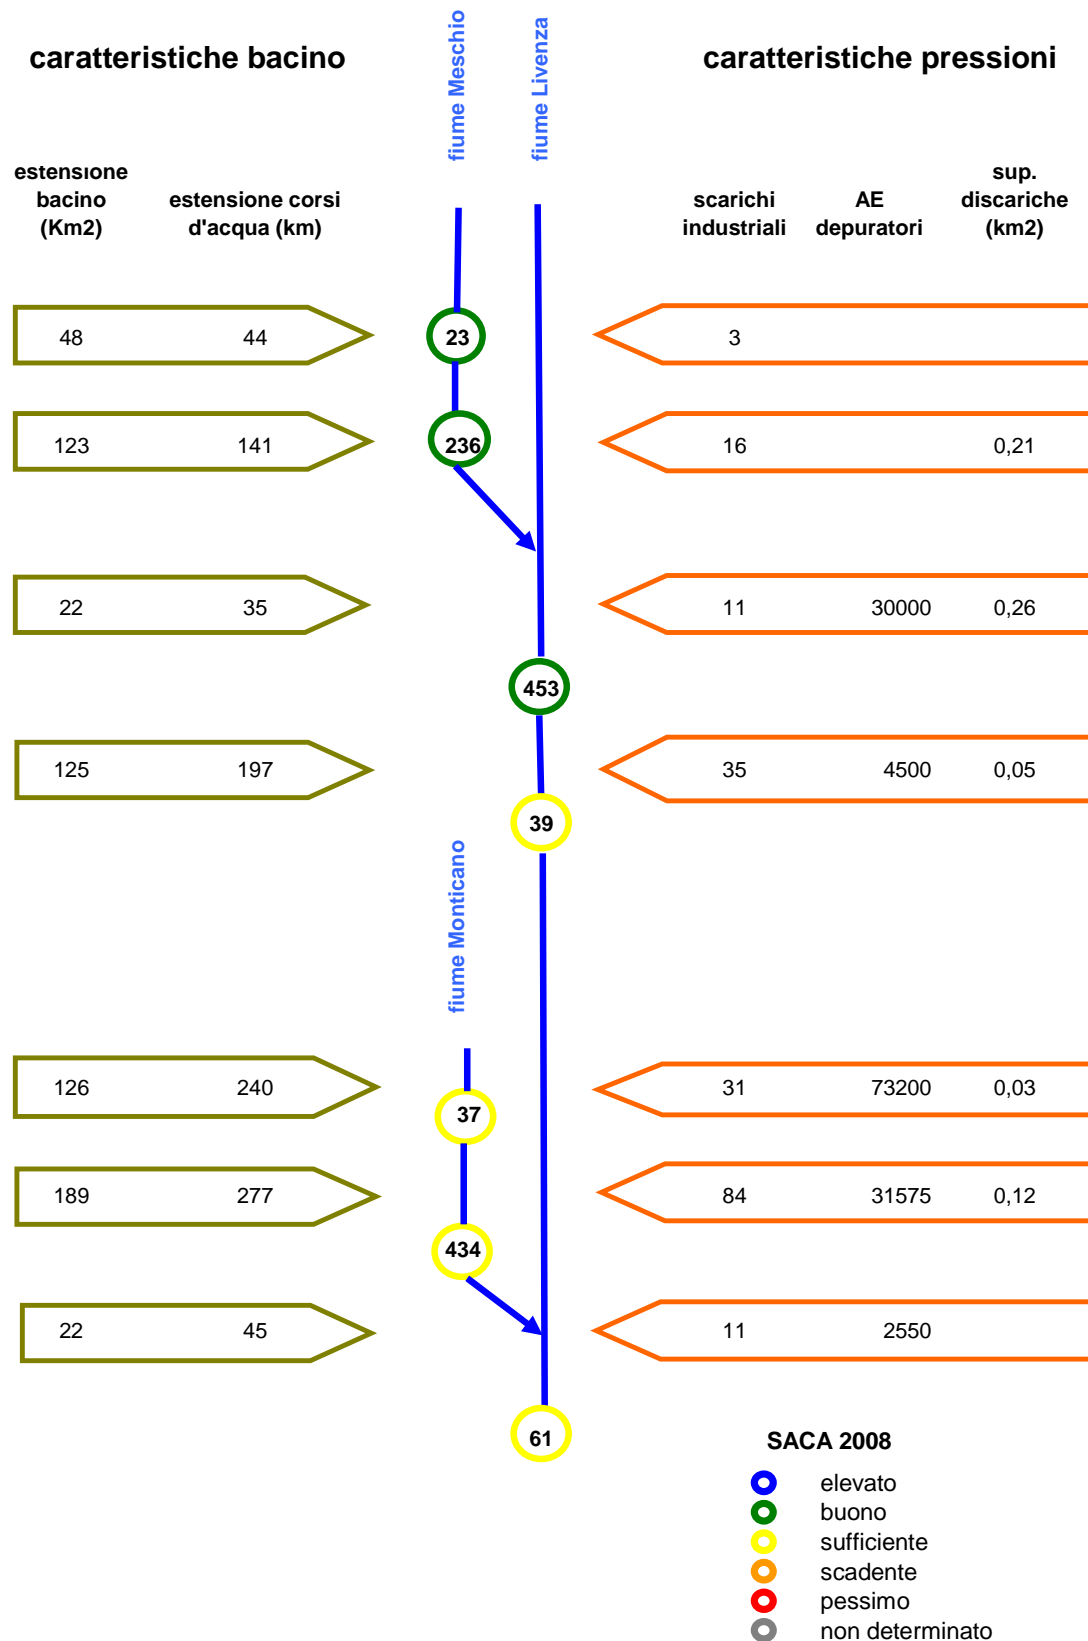 caratteristiche bacino
caratteristiche pressioni
fiume Meschio
fiume Livenza
estensione
bacino
(Km2)
estensione corsi
d'acqua (km)
scarichi
industriali
AE
depuratori
sup.
discariche
(km2)
48 44 23 3
123 141 236 16 0,21
22 35 11 30000 0,26
453
125 197 35 4500 0,05
39
fiume Monticano
126 240 31 73200 0,03
37
189 277 84 31575 0,12
434
22 45 11 2550
61
SACA 2008
elevato
buono
sufficiente
scadente
pessimo
non determinato